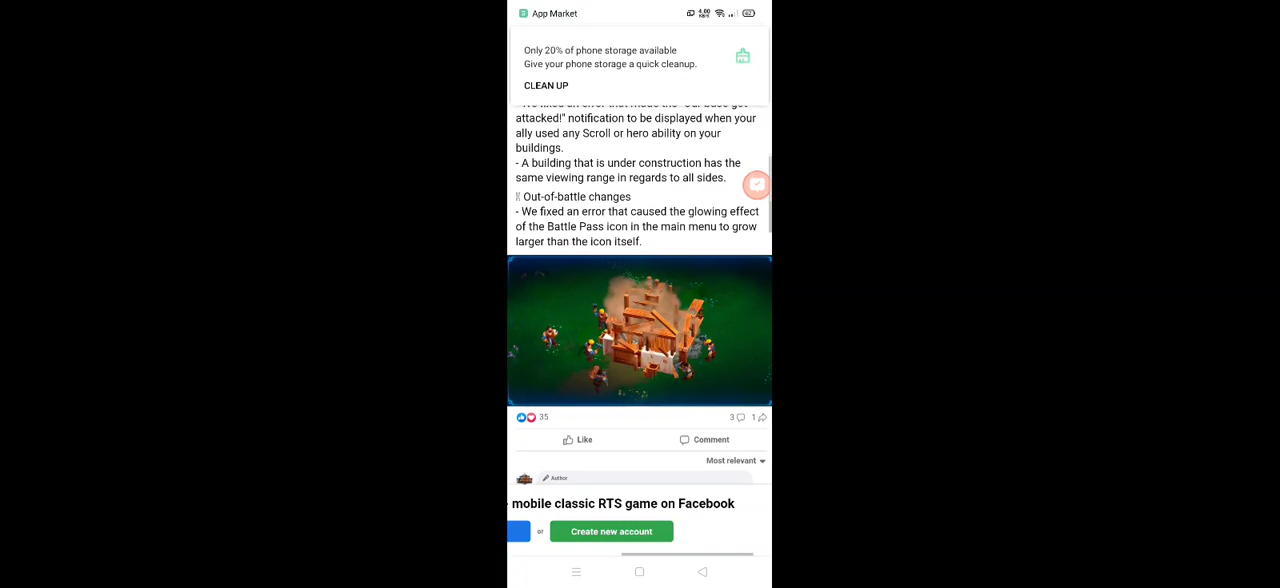 App Market
4.00 KB/S
62
Only 20% of phone storage available
Give your phone storage a quick cleanup.
CLEAN UP
attacked!" notification to be displayed when your
ally used any Scroll or hero ability on your
buildings.
- A building that is under construction has the
same viewing range in regards to all sides.
Out-of-battle changes
- We fixed an error that caused the glowing effect
of the Battle Pass icon in the main menu to grow
larger than the icon itself.
35
3
1
Like
Comment
Most relevant
Author
mobile classic RTS game on Facebook
or
Create new account